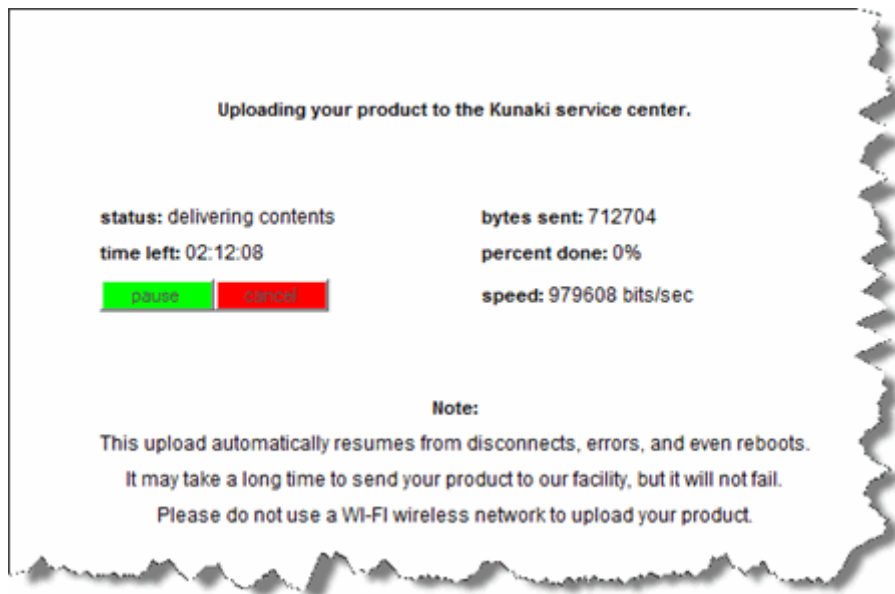 Uploading your product to the Kunaki service center.
status: delivering contents
bytes sent: 712704
time left: 02:12:08
percent done: 0%
pause
cancel
speed: 979608 bits/sec
Note:
This upload automatically resumes from disconnects, errors, and even reboots.
It may take a long time to send your product to our facility, but it will not fail.
Please do not use a WI-FI wireless network to upload your product.